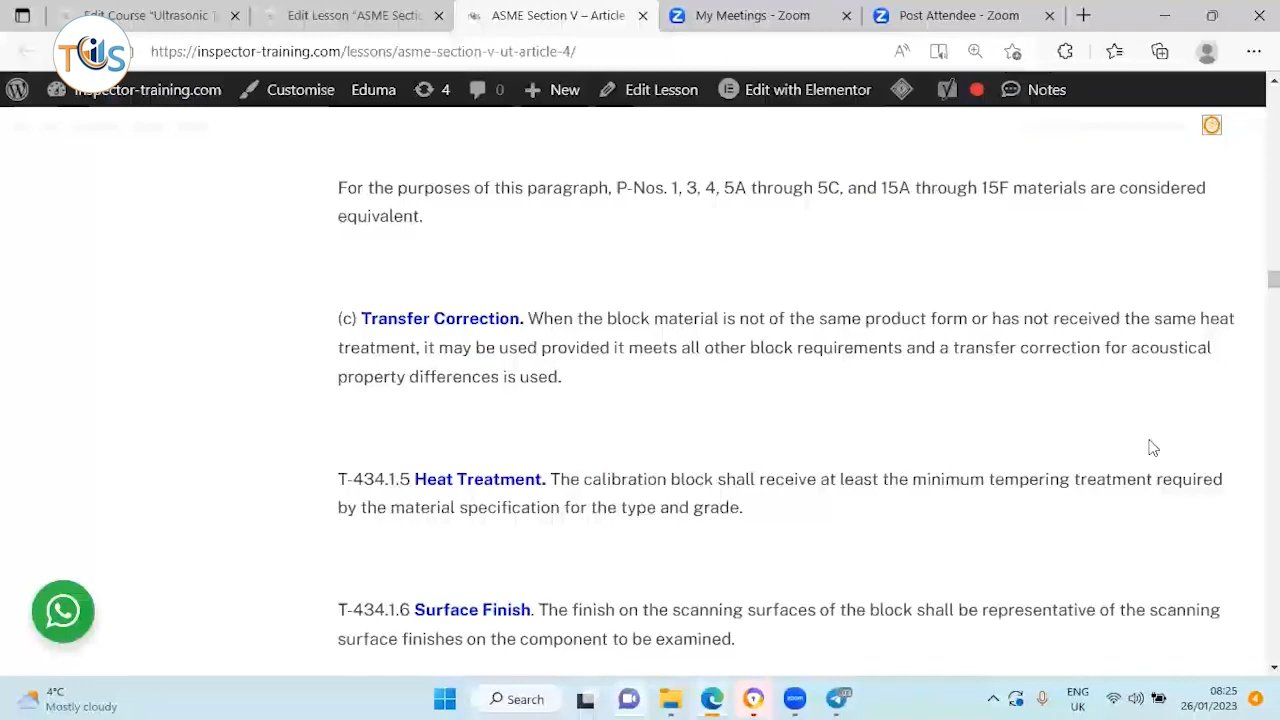 Edit Course "Ultrasonic T
Edit Lesson "ASME Sectio
ASME Section V – Article
My Meetings - Zoom
Post Attendee - Zoom
TCIS
https://inspector-training.com/lessons/asme-section-v-ut-article-4/
inspector-training.com
Customise
Eduma
4
0
New
Edit Lesson
Edit with Elementor
Notes
For the purposes of this paragraph, P-Nos. 1, 3, 4, 5A through 5C, and 15A through 15F materials are considered
equivalent.
(c) Transfer Correction. When the block material is not of the same product form or has not received the same heat
treatment, it may be used provided it meets all other block requirements and a transfer correction for acoustical
property differences is used.
T-434.1.5 Heat Treatment. The calibration block shall receive at least the minimum tempering treatment required
by the material specification for the type and grade.
T-434.1.6 Surface Finish. The finish on the scanning surfaces of the block shall be representative of the scanning
surface finishes on the component to be examined.
4°C
Mostly cloudy
Search
zoom
ENG
UK
08:25
26/01/2023
4